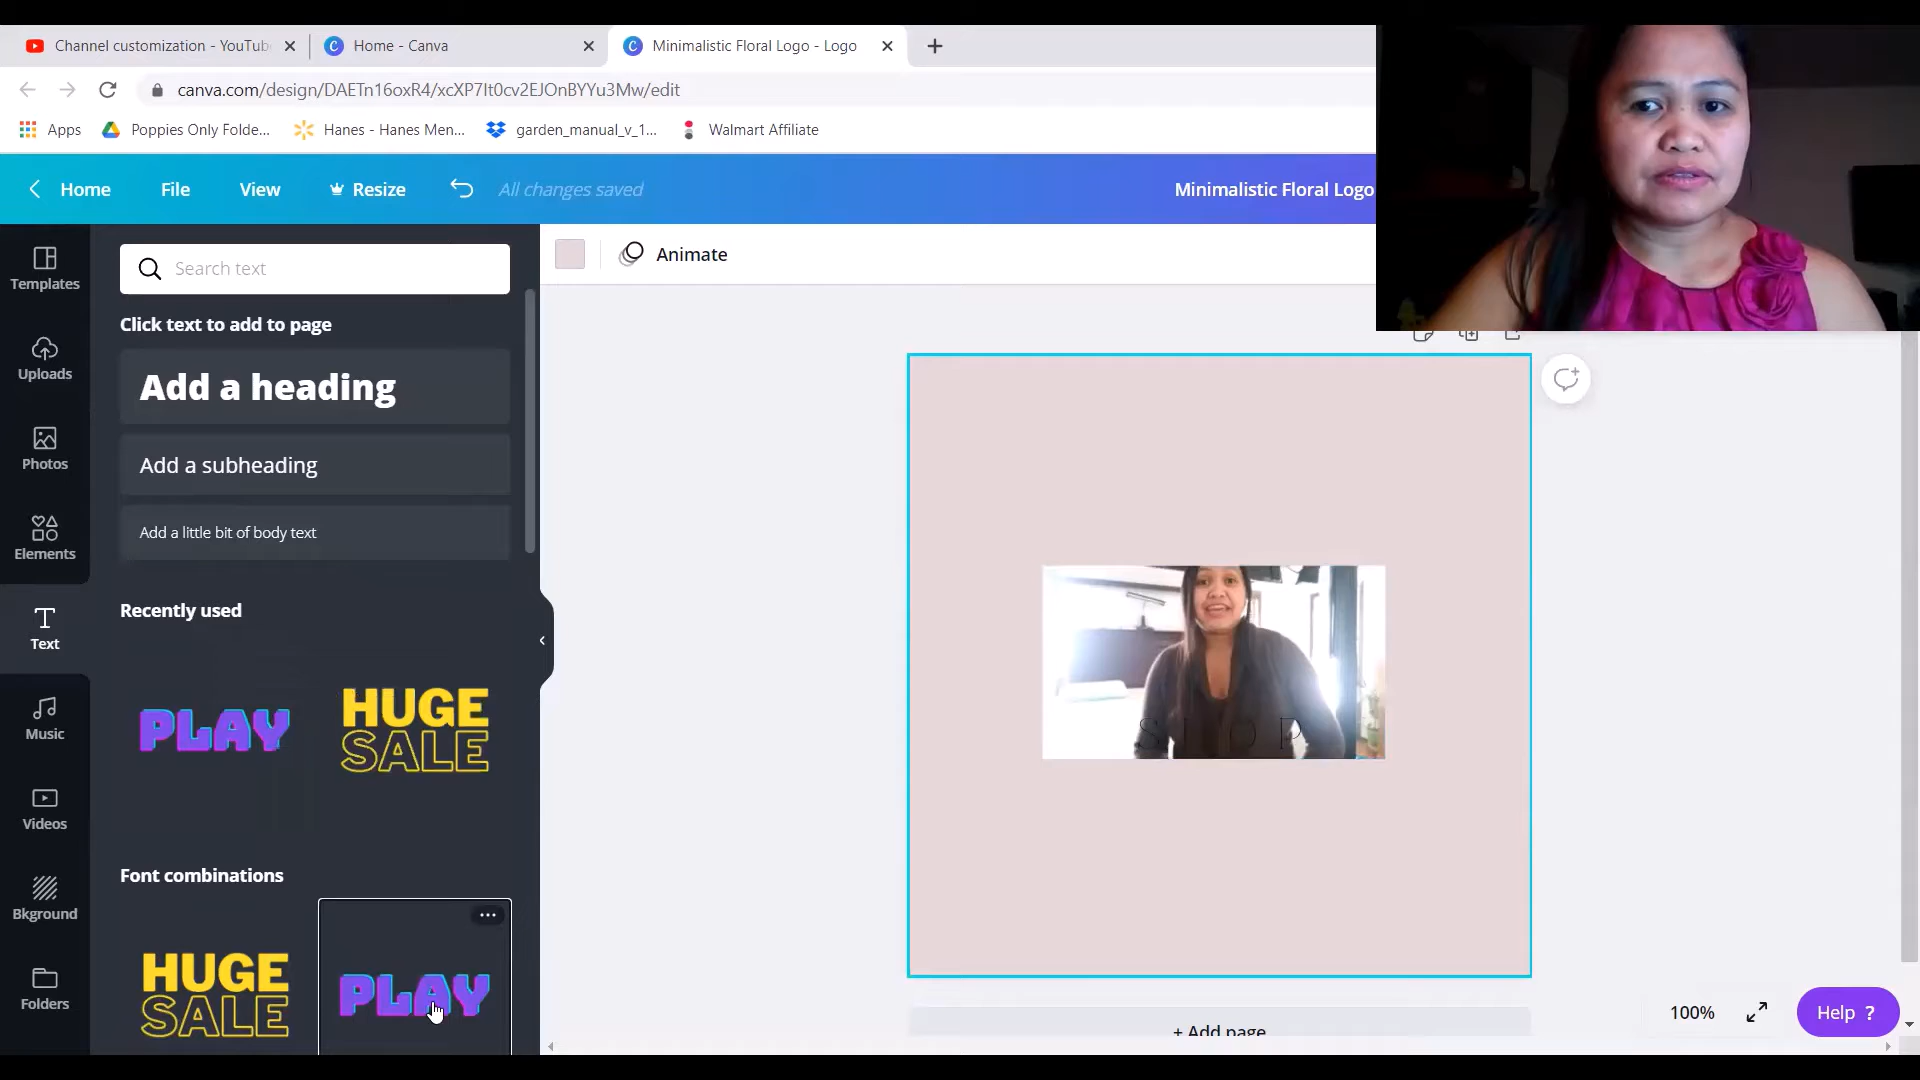 Channel customization - YouTub
Home - Canva
Minimalistic Floral Logo - Logo
canva.com/design/DAETn16oxR4/xcXP7It0cv2EJOnBYYu3Mw/edit
Apps
Poppies Only Folde...
Hanes - Hanes Men...
garden_manual_v_1...
Walmart Affiliate
Home
File
View
Resize
All changes saved
Minimalistic Floral Logo
Templates
Uploads
Photos
Elements
Text
Music
Videos
Bkground
Folders
Search text
Click text to add to page
Add a heading
Add a subheading
Add a little bit of body text
Recently used
PLAY
HUGE
SALE
Font combinations
HUGE
SALE
PLAY
Animate
SHOP
+ Add page
100%
Help ?